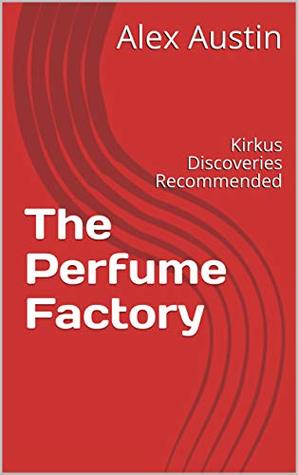 Alex Austin
Kirkus
Discoveries
Recommended
The
Perfume
Factory